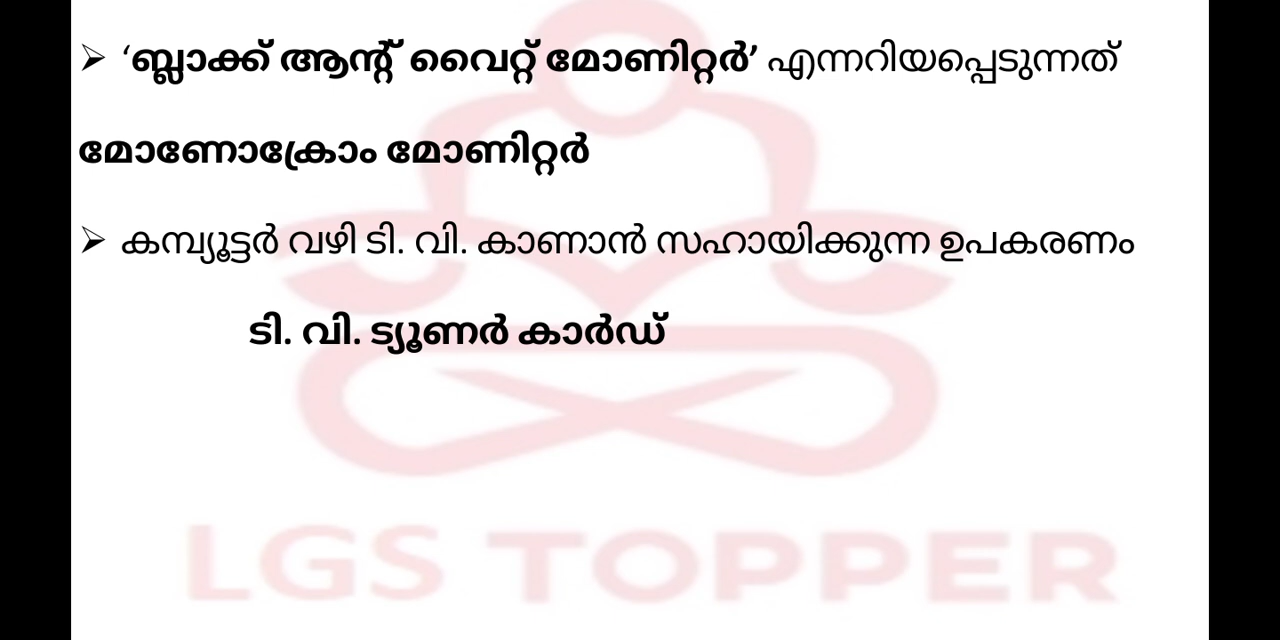 ➢ ‘ബ്ലാക്ക് ആന്റ് വൈറ്റ് മോണിറ്റർ’ എന്നറിയപ്പെടുന്നത്
മോണോക്രോം മോണിറ്റർ
➢ കമ്പ്യൂട്ടർ വഴി ടി. വി. കാണാൻ സഹായിക്കുന്ന ഉപകരണം
ടി. വി. ട്യൂണർ കാർഡ്
LGS TOPPER